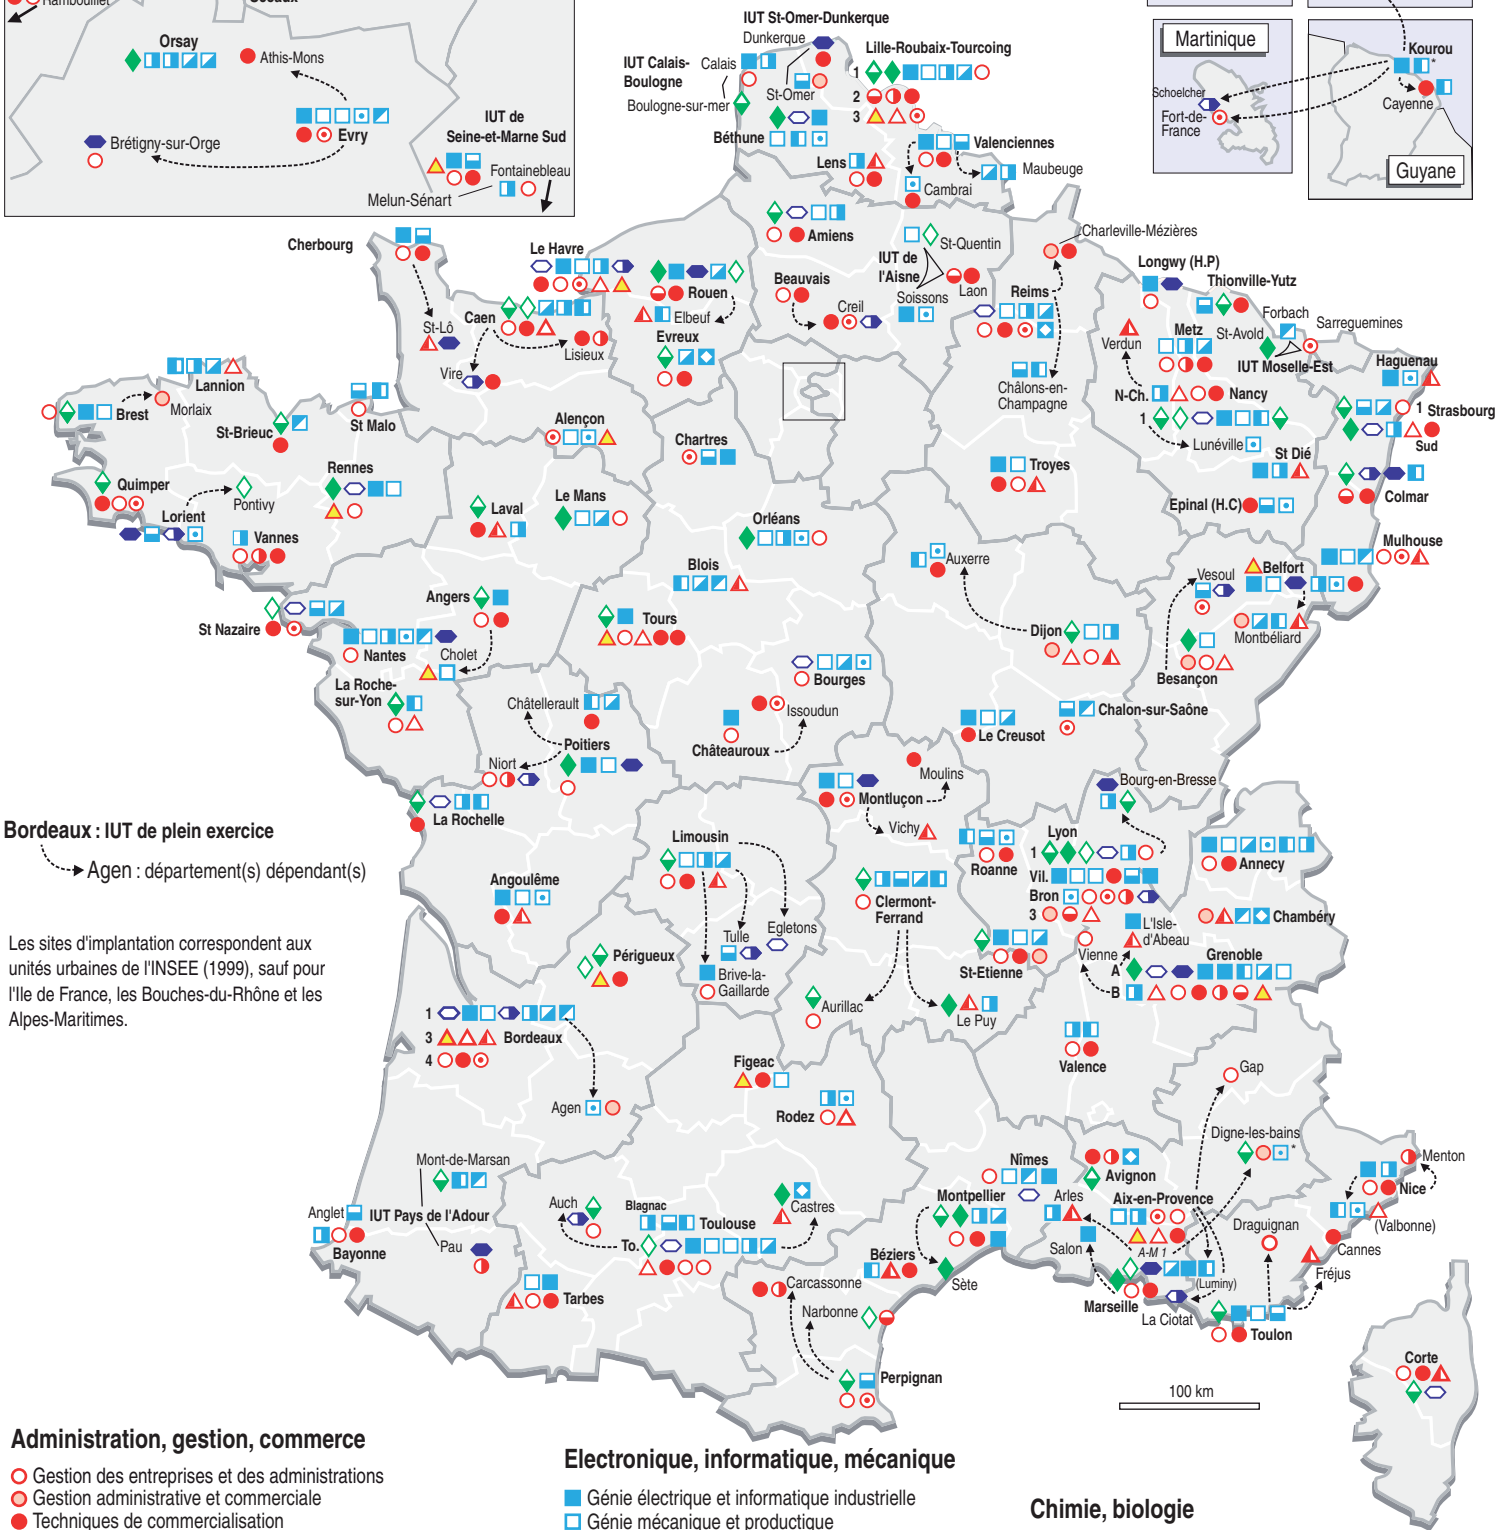 Rambouillet
Sceaux
Orsay
Athis-Mons
Evry
Brétigny-sur-Orge
IUT de
Seine-et-Marne Sud
Fontainebleau
Melun-Sénart
IUT St-Omer-Dunkerque
Dunkerque
IUT Calais-
Boulogne
Calais
Boulogne-sur-mer
St-Omer
Lille-Roubaix-Tourcoing
1
2
3
Béthune
Lens
Valenciennes
Maubeuge
Cambrai
Martinique
Schoelcher
Fort-de-
France
Kourou
*
Cayenne
Guyane
Cherbourg
Le Havre
Amiens
St-Quentin
IUT de
l'Aisne
Soissons
Laon
Charleville-Mézières
Longwy (H.P)
Thionville-Yutz
Forbach
Sarreguemines
St-Avold
IUT Moselle-Est
Beauvais
Creil
Rouen
Elbeuf
Evreux
Reims
Châlons-en-
Champagne
Verdun
Metz
Haguenau
St-Lô
Caen
Lisieux
Vire
Lannion
Morlaix
Brest
St-Brieuc
St Malo
N-Ch.
Nancy
1
Lunéville
1 Strasbourg
Sud
Alençon
Chartres
Troyes
St Dié
Colmar
Quimper
Rennes
Pontivy
Lorient
Vannes
Laval
Le Mans
Orléans
Epinal (H.C)
Mulhouse
Auxerre
Vesoul
Belfort
Montbéliard
Blois
Angers
St Nazaire
Nantes
Cholet
Tours
Dijon
Besançon
La Roche-
sur-Yon
Bourges
Châtellerault
Issoudun
Châteauroux
Le Creusot
Chalon-sur-Saône
Poitiers
Niort
Moulins
Montluçon
Vichy
Bourg-en-Bresse
La Rochelle
Bordeaux : IUT de plein exercice
Agen : département(s) dépendant(s)
Limousin
Roanne
Lyon
1
Vil.
Bron
3
Annecy
Angoulême
Clermont-
Ferrand
Chambéry
L'Isle-
d'Abeau
Les sites d'implantation correspondent aux
unités urbaines de l'INSEE (1999), sauf pour
l'Ile de France, les Bouches-du-Rhône et les
Alpes-Maritimes.
Périgueux
Tulle
Egletons
Brive-la-
Gaillarde
St-Etienne
Vienne
Grenoble
A
B
Aurillac
Le Puy
1
3
Bordeaux
4
Valence
Figeac
Gap
Agen
Rodez
Digne-les-bains
*
Mont-de-Marsan
Nîmes
Avignon
Menton
Nice
Anglet
IUT Pays de l'Adour
Bayonne
Pau
Auch
Blagnac
Toulouse
To.
Castres
Montpellier
Arles
Aix-en-Provence
Draguignan
(Valbonne)
Salon
A-M 1
Cannes
Béziers
Sète
(Luminy)
Fréjus
Tarbes
Carcassonne
Marseille
La Ciotat
Narbonne
Toulon
Perpignan
Corte
100 km
Administration, gestion, commerce
Gestion des entreprises et des administrations
Gestion administrative et commerciale
Techniques de commercialisation
Electronique, informatique, mécanique
Génie électrique et informatique industrielle
Génie mécanique et productique
Chimie, biologie